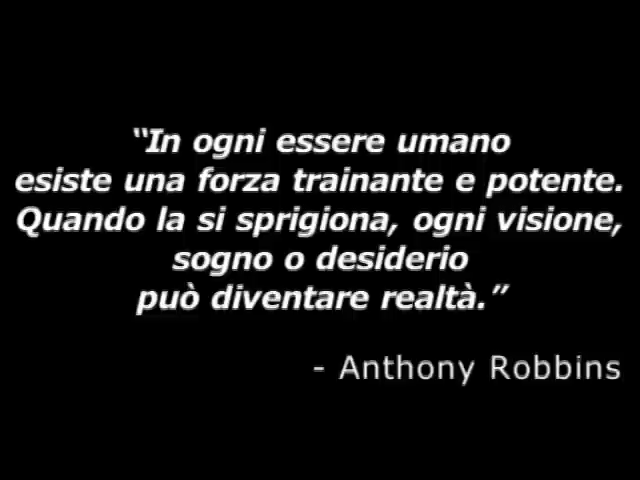 “In ogni essere umano
esiste una forza trainante e potente.
Quando la si sprigiona, ogni visione,
sogno o desiderio
può diventare realtà.”
- Anthony Robbins